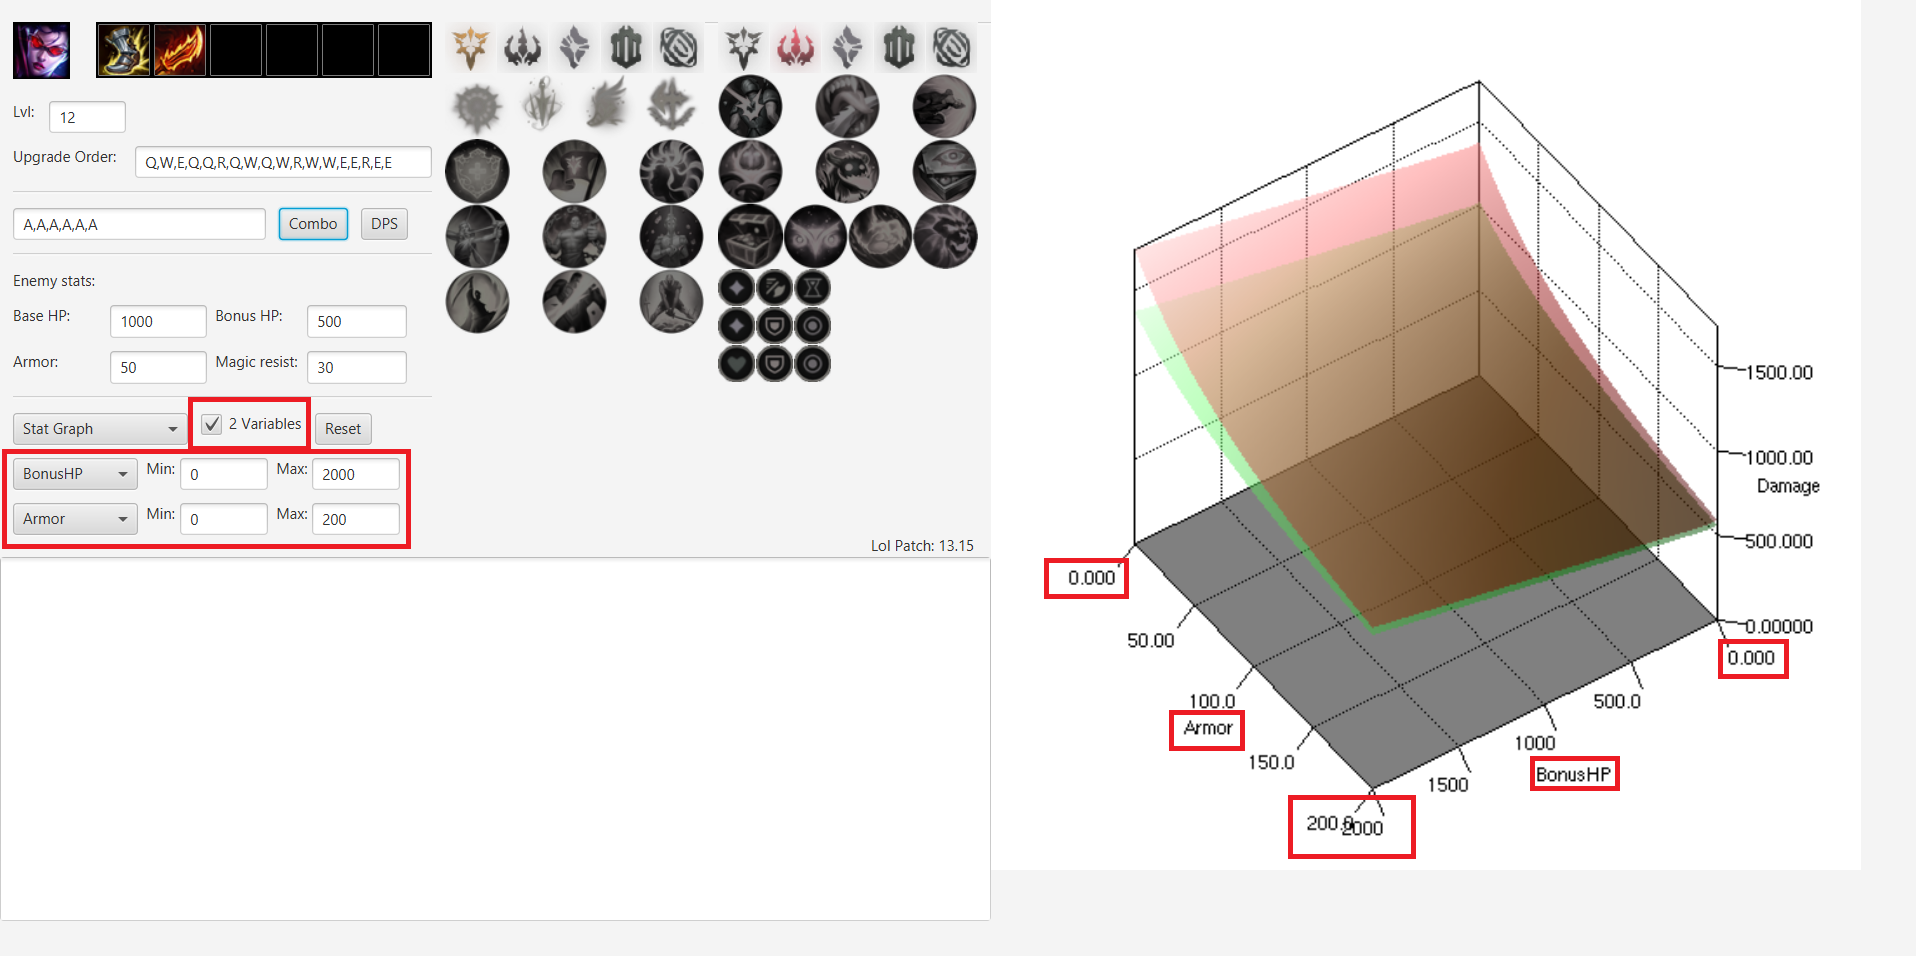 Lvl:
12
Upgrade Order:
Q,W,E,Q,Q,R,Q,W,Q,W,R,W,W,E,E,R,E,E
A,A,A,A,A,A
Combo
DPS
Enemy stats:
Base HP:
1000
Bonus HP:
500
Armor:
50
Magic resist:
30
Stat Graph
2 Variables
Reset
BonusHP
Min:
0
Max:
2000
Armor
Min:
0
Max:
200
Lol Patch: 13.15
1500.00
1000.00
Damage
500.000
0.00000
0.000
50.00
100.0
Armor
150.0
200.0
2000
1500
BonusHP
1000
500.0
0.000